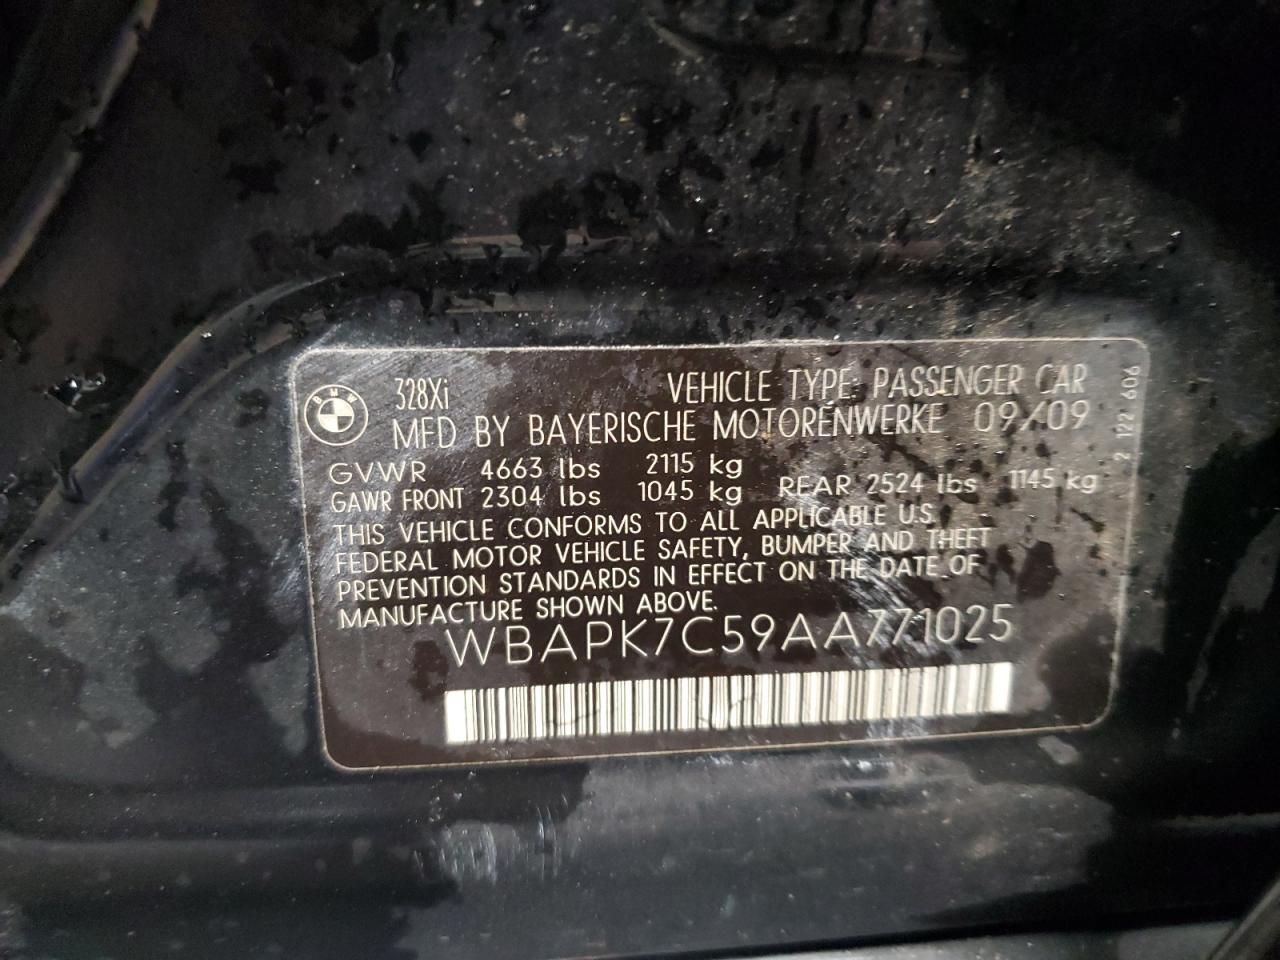 BMW
328Xi VEHICLE TYPE: PASSENGER CAR
MFD BY BAYERISCHE MOTORENWERKE 09/09
GVWR 4663 lbs 2115 kg
GAWR FRONT 2304 lbs 1045 kg REAR 2524 lbs 1145 kg
THIS VEHICLE CONFORMS TO ALL APPLICABLE U.S.
FEDERAL MOTOR VEHICLE SAFETY, BUMPER AND THEFT
PREVENTION STANDARDS IN EFFECT ON THE DATE OF
MANUFACTURE SHOWN ABOVE.
WBAPK7C59AA771025
2 122 606